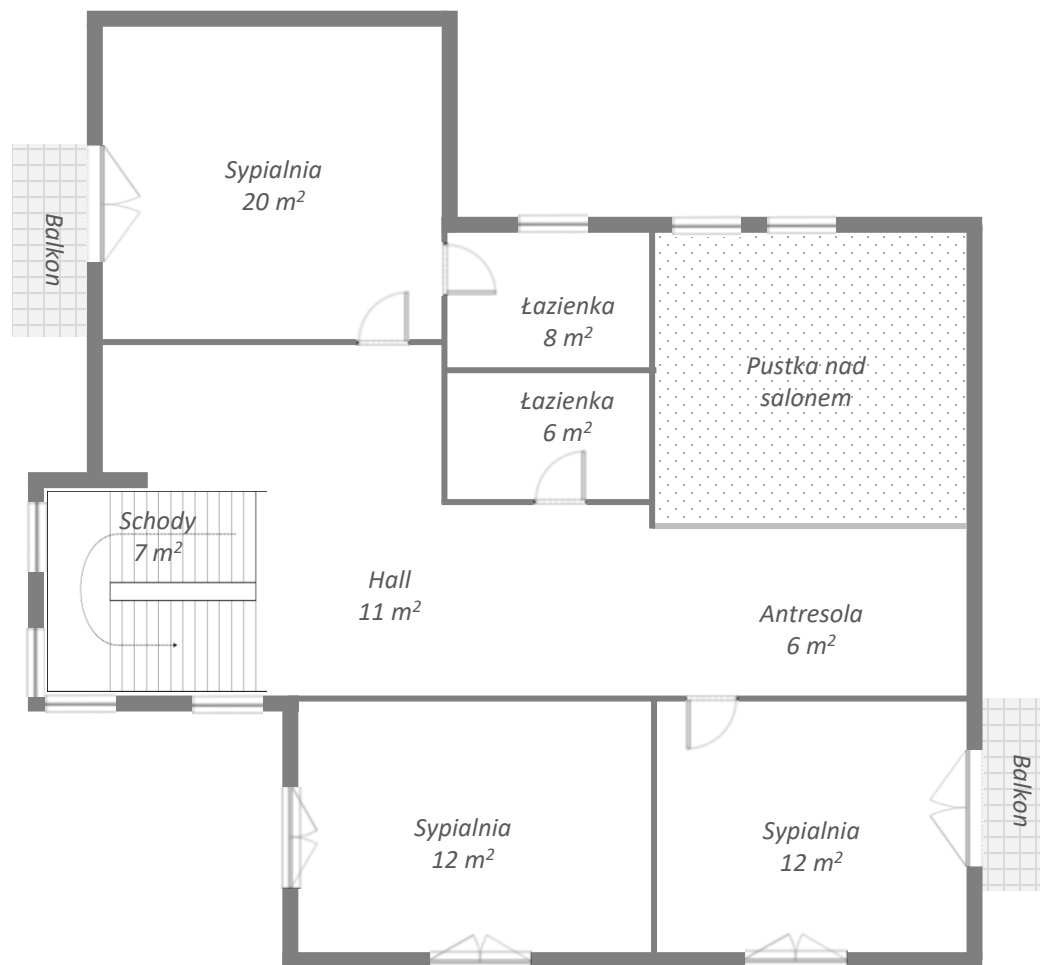 Sypialnia
20 m²
Balkon
Łazienka
8 m²
Pustka nad
salonem
Łazienka
6 m²
Schody
7 m²
Hall
11 m²
Antresola
6 m²
Balkon
Sypialnia
12 m²
Sypialnia
12 m²